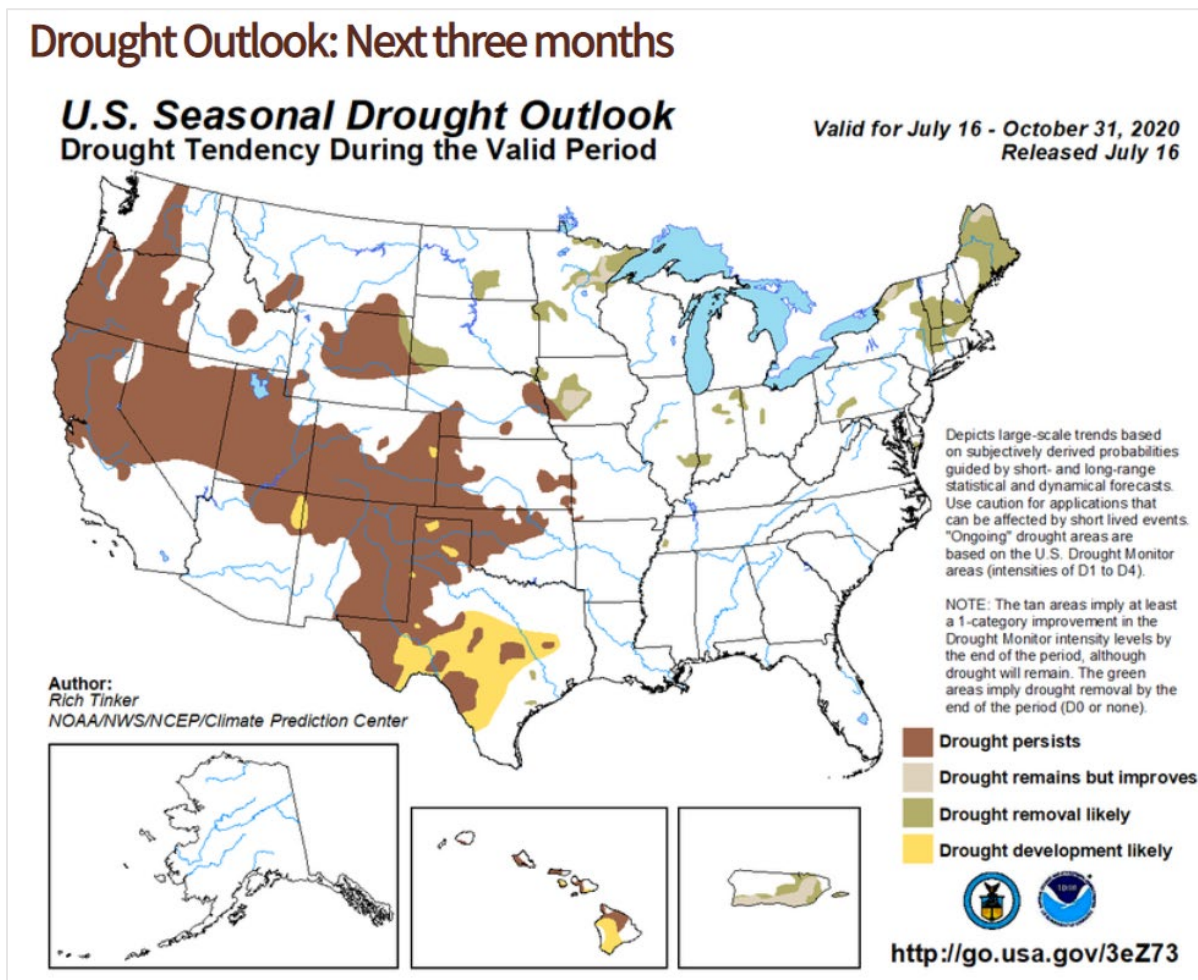 Drought Outlook: Next three months
U.S. Seasonal Drought Outlook
Drought Tendency During the Valid Period
Valid for July 16 - October 31, 2020
Released July 16
Depicts large-scale trends based
on subjectively derived probabilities
guided by short- and long-range
statistical and dynamical forecasts.
Use caution for applications that
can be affected by short lived events.
"Ongoing" drought areas are
based on the U.S. Drought Monitor
areas (intensities of D1 to D4).
NOTE: The tan areas imply at least
a 1-category improvement in the
Drought Monitor intensity levels by
the end of the period, although
drought will remain. The green
areas imply drought removal by the
end of the period (D0 or none).
Author:
Rich Tinker
NOAA/NWS/NCEP/Climate Prediction Center
Drought persists
Drought remains but improves
Drought removal likely
Drought development likely
http://go.usa.gov/3eZ73